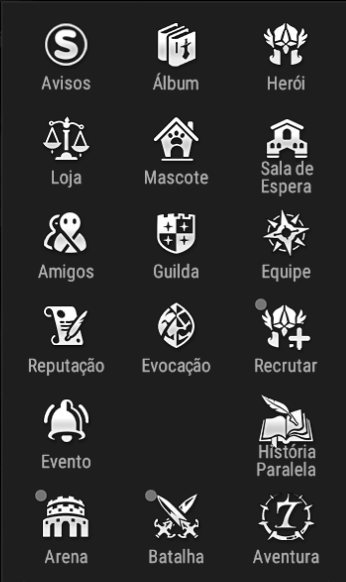 S
Avisos
Álbum
Herói
Loja
Mascote
Sala de
Espera
Amigos
Guilda
Equipe
Reputação
Evocação
Recrutar
Evento
História
Paralela
Arena
Batalha
7
Aventura